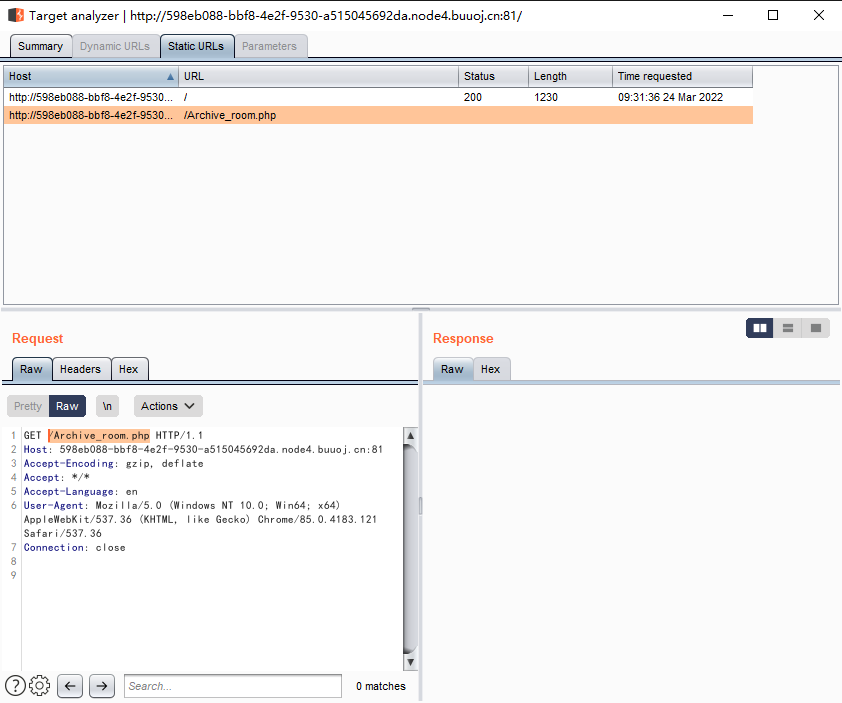 Target analyzer | http://598eb088-bbf8-4e2f-9530-a515045692da.node4.buuoj.cn:81/
Summary Dynamic URLs Static URLs Parameters
Host URL Status Length Time requested
http://598eb088-bbf8-4e2f-9530... / 200 1230 09:31:36 24 Mar 2022
http://598eb088-bbf8-4e2f-9530... /Archive_room.php
Request
Raw Headers Hex
Pretty Raw \n Actions
1 GET /Archive_room.php HTTP/1.1
2 Host: 598eb088-bbf8-4e2f-9530-a515045692da.node4.buuoj.cn:81
3 Accept-Encoding: gzip, deflate
4 Accept: */*
5 Accept-Language: en
6 User-Agent: Mozilla/5.0 (Windows NT 10.0; Win64; x64)
AppleWebKit/537.36 (KHTML, like Gecko) Chrome/85.0.4183.121
Safari/537.36
7 Connection: close
8
9
? Search... 0 matches
Response
Raw Hex